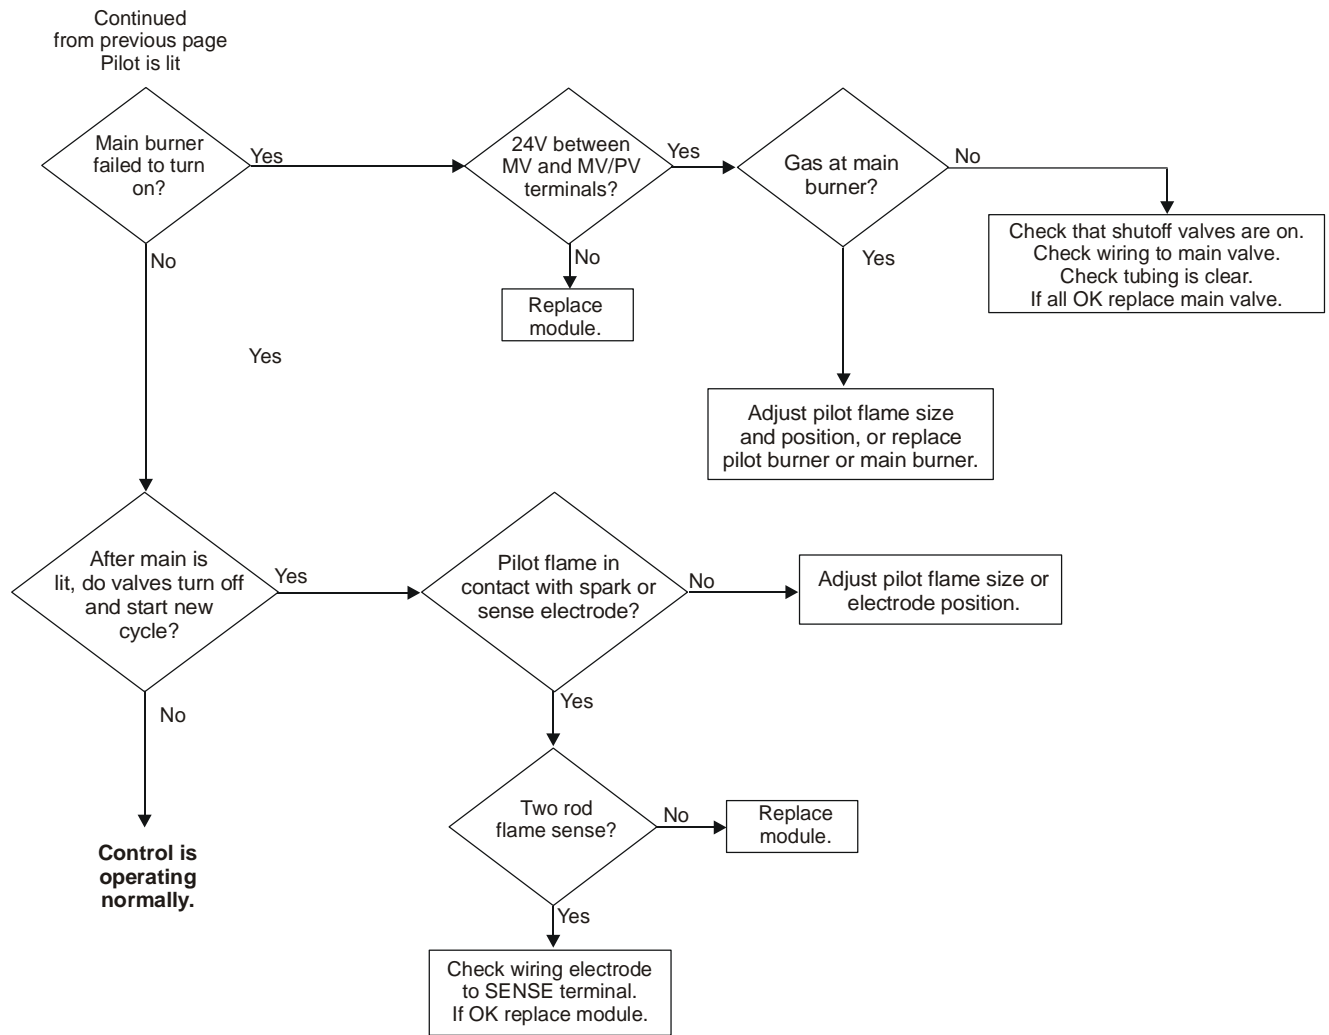 Continued
from previous page
Pilot is lit
Main burner
failed to turn
on?
Yes
24V between
MV and MV/PV
terminals?
Yes
Gas at main
burner?
No
Check that shutoff valves are on.
Check wiring to main valve.
Check tubing is clear.
If all OK replace main valve.
No
No
Replace
module.
Yes
Yes
Adjust pilot flame size
and position, or replace
pilot burner or main burner.
After main is
lit, do valves turn off
and start new
cycle?
Yes
Pilot flame in
contact with spark or
sense electrode?
No
Adjust pilot flame size or
electrode position.
No
Yes
Control is
operating
normally.
Two rod
flame sense?
No
Replace
module.
Yes
Check wiring electrode
to SENSE terminal.
If OK replace module.